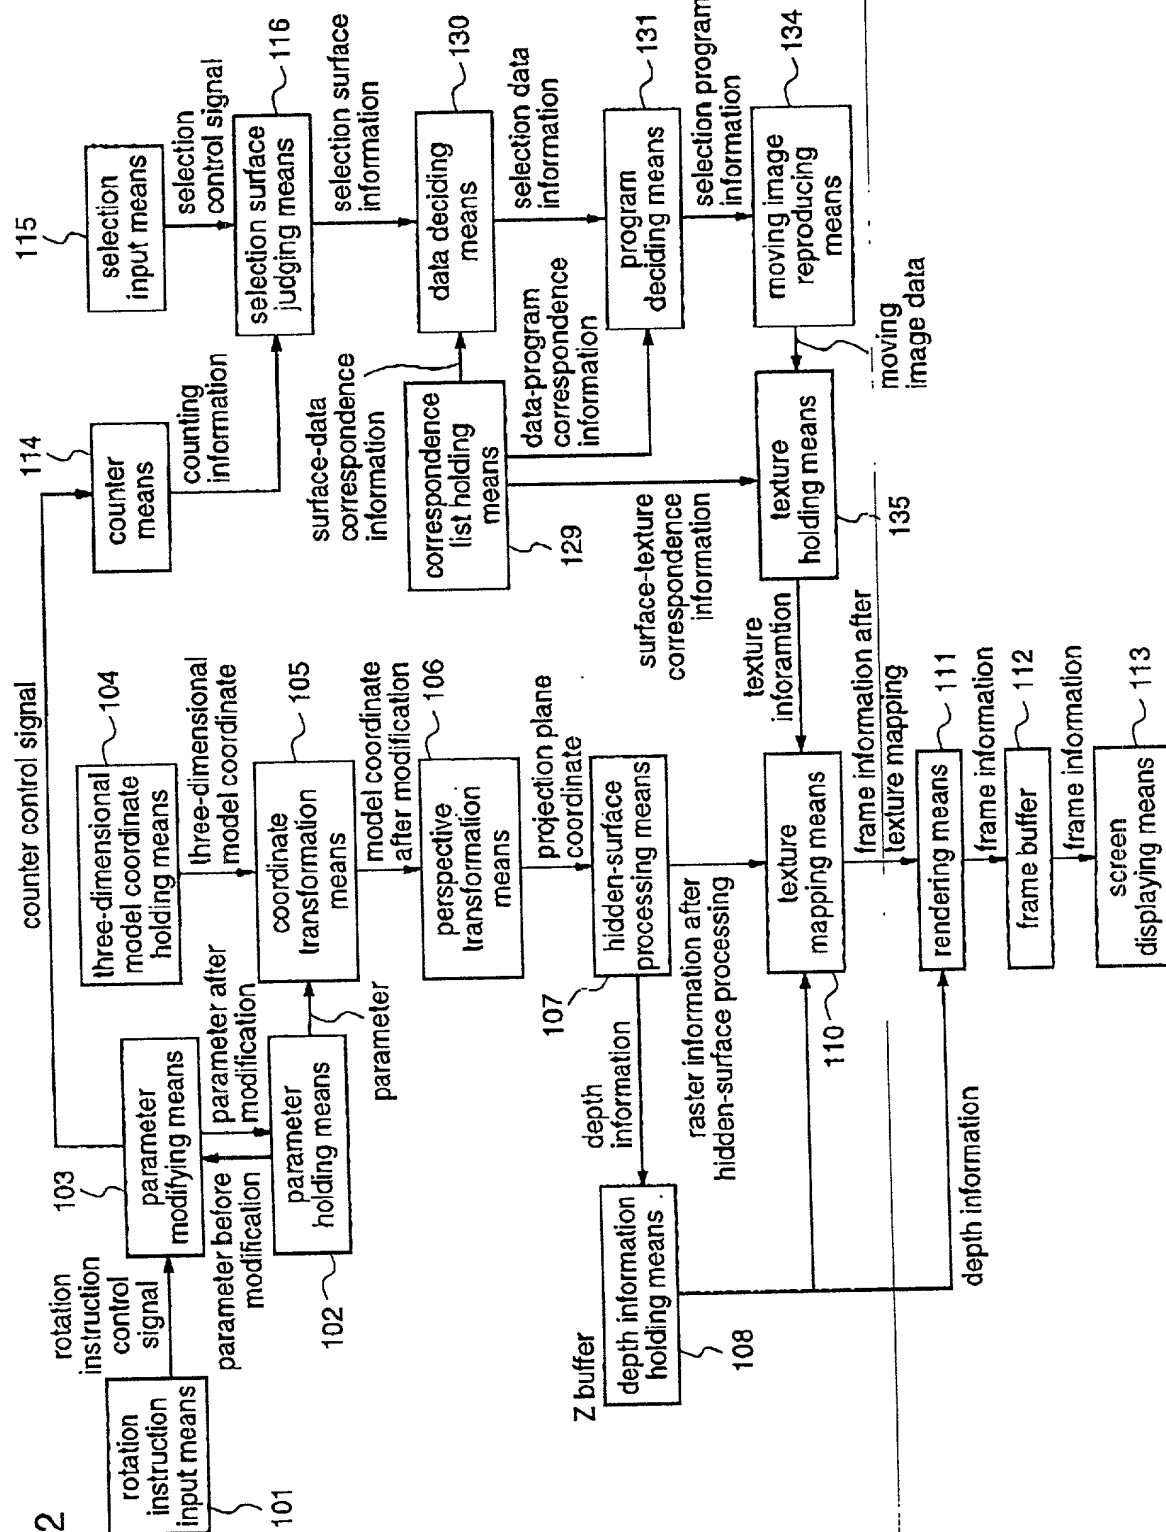 2
rotation
instruction
input means
101
rotation
instruction
control
signal
103
parameter
modifying means
parameter before
modification
parameter after
modification
parameter
holding means
102
parameter
counter control signal
three-dimensional
model coordinate
holding means
104
three-dimensional
model coordinate
coordinate
transformation
means
105
model coordinate
after modification
perspective
transformation
means
106
projection plane
coordinate
hidden-surface
processing means
107
depth
information
Z buffer
depth information
holding means
108
raster information after
hidden-surface processing
texture
mapping means
110
depth information
frame information after
texture mapping
rendering means
111
frame information
frame buffer
112
frame information
screen
displaying means
113
114
counter
means
counting
information
115
selection
input means
selection
control signal
selection surface
judging means
116
selection surface
information
surface-data
correspondence
information
data deciding
means
130
correspondence
list holding
means
129
selection data
information
data-program
correspondence
information
program
deciding means
131
selection program
information
surface-texture
correspondence
information
moving image
reproducing
means
134
moving
image data
texture
holding means
135
texture
inforamtion